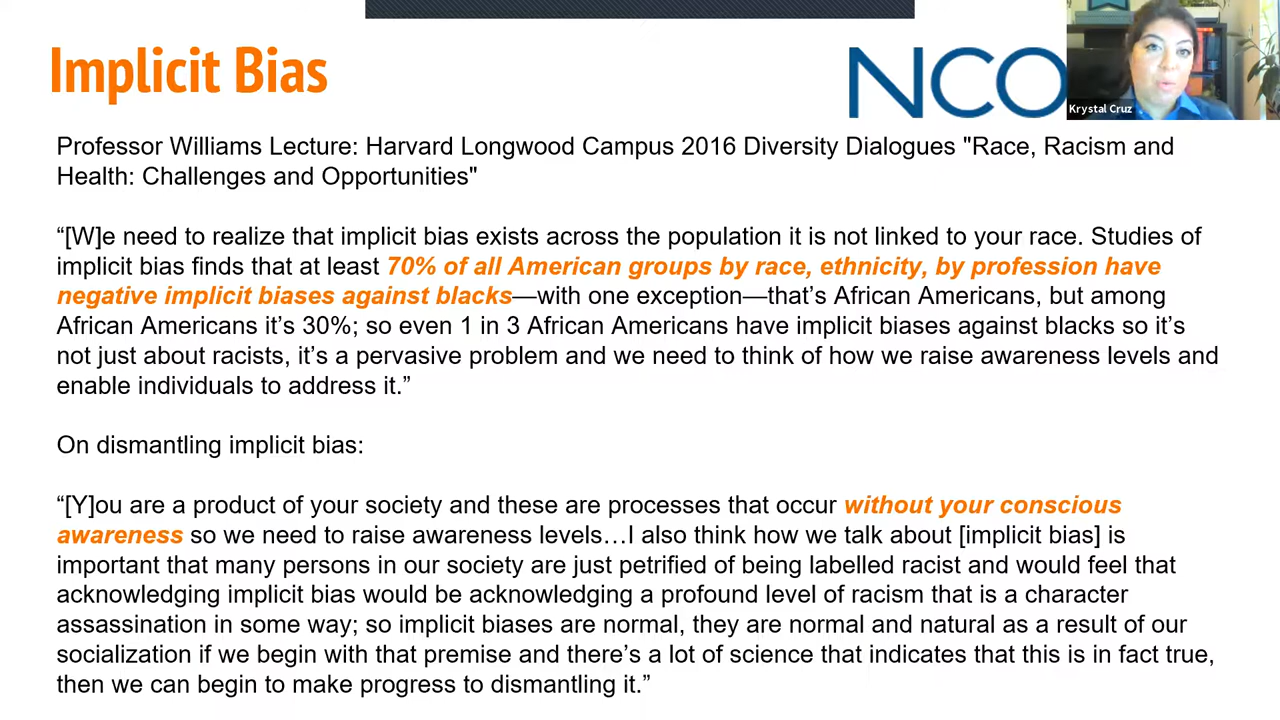 Implicit Bias
NCO
Krystal Cruz
Professor Williams Lecture: Harvard Longwood Campus 2016 Diversity Dialogues "Race, Racism and
Health: Challenges and Opportunities"
“[W]e need to realize that implicit bias exists across the population it is not linked to your race. Studies of
implicit bias finds that at least 70% of all American groups by race, ethnicity, by profession have
negative implicit biases against blacks—with one exception—that’s African Americans, but among
African Americans it’s 30%; so even 1 in 3 African Americans have implicit biases against blacks so it’s
not just about racists, it’s a pervasive problem and we need to think of how we raise awareness levels and
enable individuals to address it.”
On dismantling implicit bias:
“[Y]ou are a product of your society and these are processes that occur without your conscious
awareness so we need to raise awareness levels…I also think how we talk about [implicit bias] is
important that many persons in our society are just petrified of being labelled racist and would feel that
acknowledging implicit bias would be acknowledging a profound level of racism that is a character
assassination in some way; so implicit biases are normal, they are normal and natural as a result of our
socialization if we begin with that premise and there’s a lot of science that indicates that this is in fact true,
then we can begin to make progress to dismantling it.”